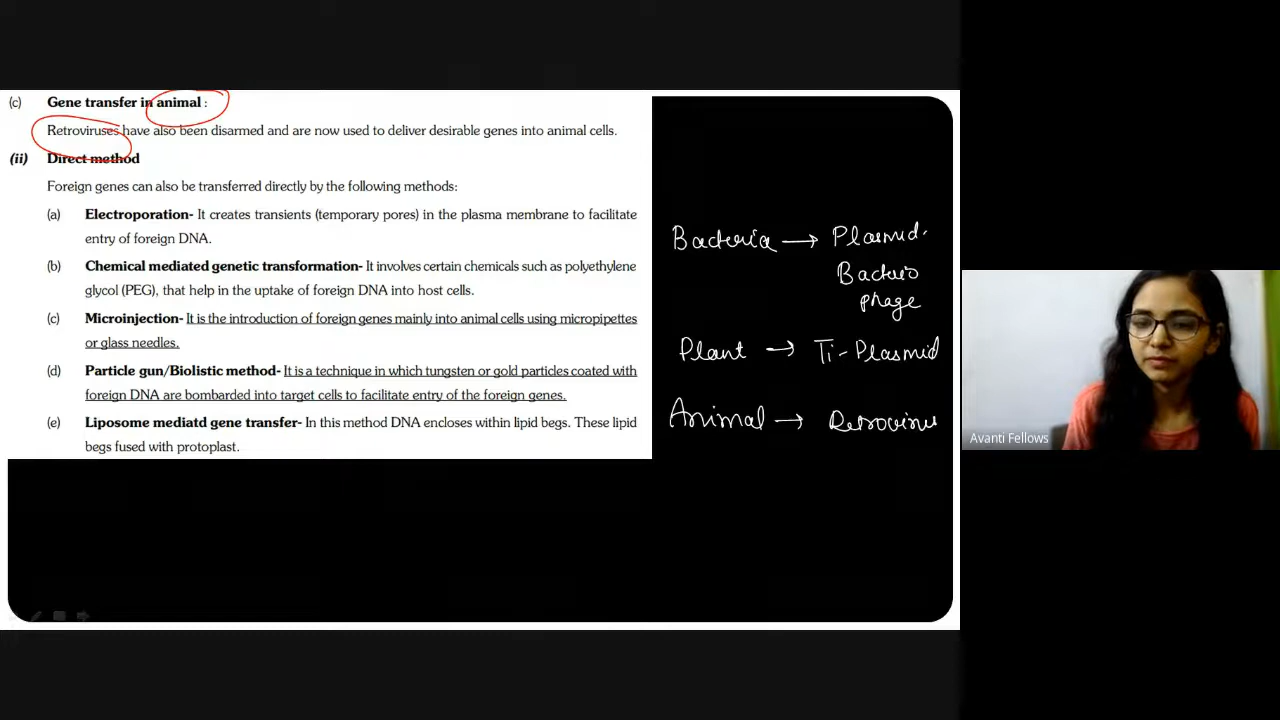 (c) Gene transfer in animal :
Retroviruses have also been disarmed and are now used to deliver desirable genes into animal cells.
(ii) Direct method
Foreign genes can also be transferred directly by the following methods:
(a) Electroporation- It creates transients (temporary pores) in the plasma membrane to facilitate
entry of foreign DNA.
(b) Chemical mediated genetic transformation- It involves certain chemicals such as polyethylene
glycol (PEG), that help in the uptake of foreign DNA into host cells.
(c) Microinjection- It is the introduction of foreign genes mainly into animal cells using micropipettes
or glass needles.
(d) Particle gun/Biolistic method- It is a technique in which tungsten or gold particles coated with
foreign DNA are bombarded into target cells to facilitate entry of the foreign genes.
(e) Liposome mediatd gene transfer- In this method DNA encloses within lipid begs. These lipid
begs fused with protoplast.
Bacteria → Plasmid.
Bacterio
phage
Plant → Ti-Plasmid
Animal → Retrovirus
Avanti Fellows